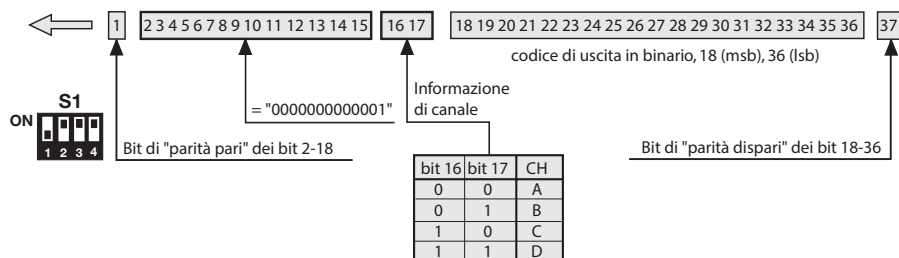 1 2 3 4 5 6 7 8 9 10 11 12 13 14 15 16 17 18 19 20 21 22 23 24 25 26 27 28 29 30 31 32 33 34 35 36 37
codice di uscita in binario, 18 (msb), 36 (lsb)
Informazione
di canale
= "0000000000001"
S1
ON
1 2 3 4
Bit di "parità pari" dei bit 2-18
Bit di "parità dispari" dei bit 18-36
bit 16 bit 17 CH
0 0 A
0 1 B
1 0 C
1 1 D